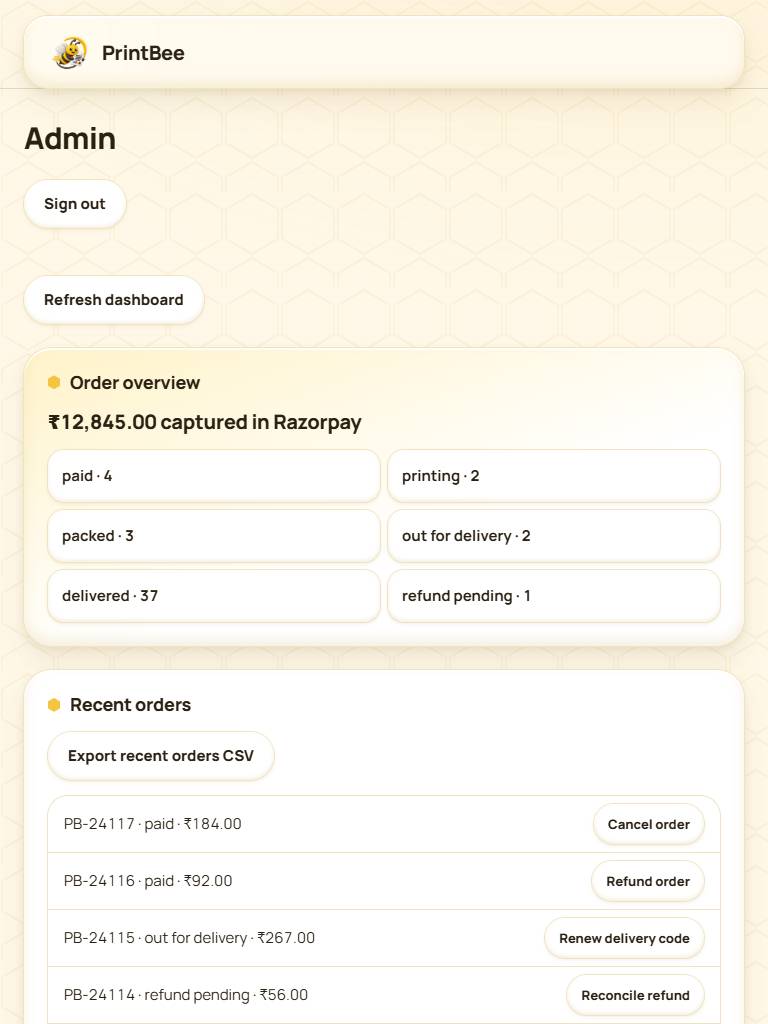 PrintBee
Admin
Sign out
Refresh dashboard
Order overview
₹12,845.00 captured in Razorpay
paid · 4
printing · 2
packed · 3
out for delivery · 2
delivered · 37
refund pending · 1
Recent orders
Export recent orders CSV
PB-24117 · paid · ₹184.00
Cancel order
PB-24116 · paid · ₹92.00
Refund order
PB-24115 · out for delivery · ₹267.00
Renew delivery code
PB-24114 · refund pending · ₹56.00
Reconcile refund